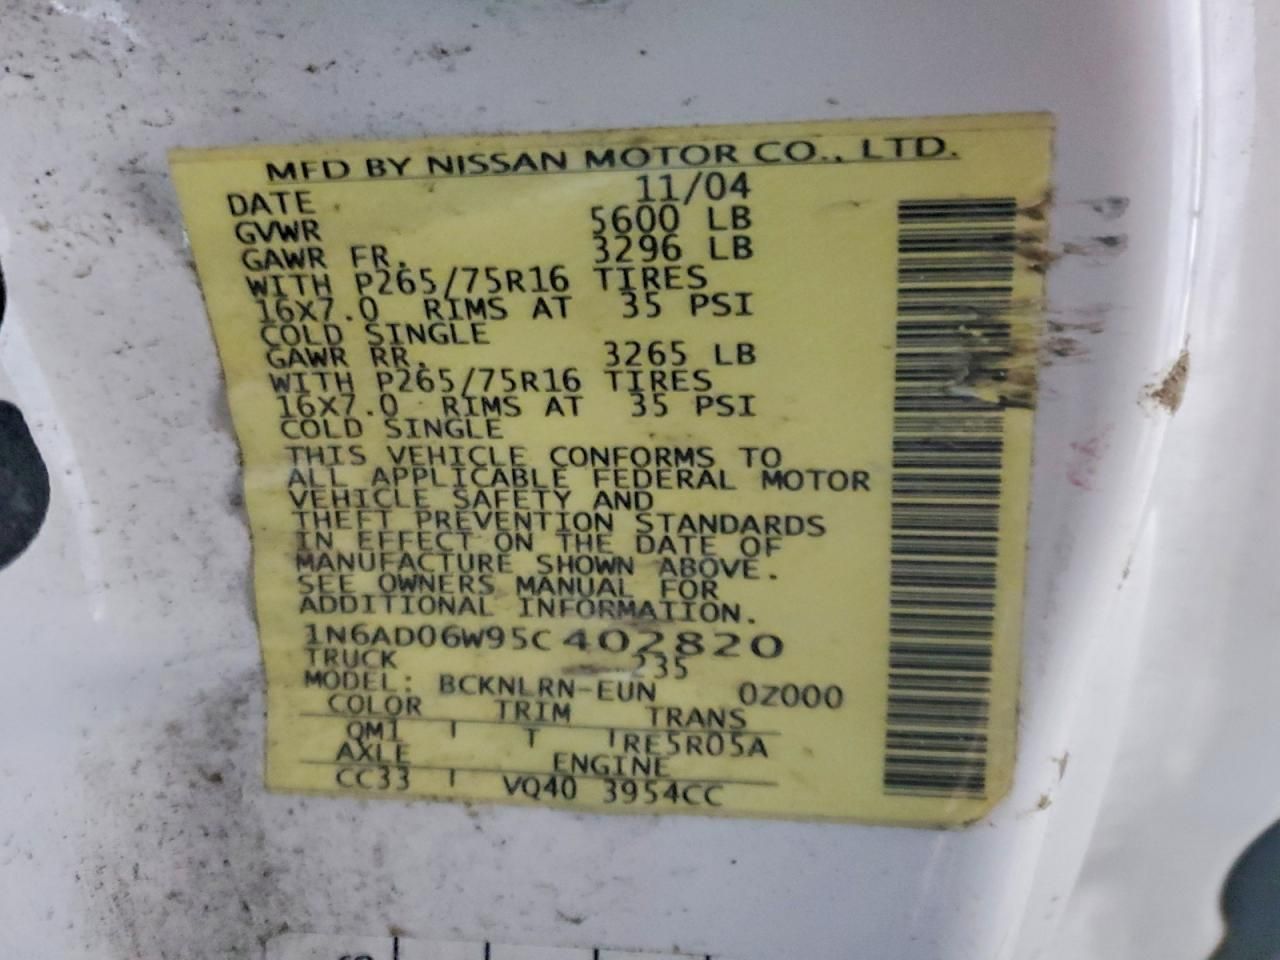 MFD BY NISSAN MOTOR CO., LTD.
DATE 11/04
GVWR 5600 LB
GAWR FR. 3296 LB
WITH P265/75R16 TIRES
16X7.0 RIMS AT 35 PSI
COLD SINGLE
GAWR RR. 3265 LB
WITH P265/75R16 TIRES
16X7.0 RIMS AT 35 PSI
COLD SINGLE
THIS VEHICLE CONFORMS TO
ALL APPLICABLE FEDERAL MOTOR
VEHICLE SAFETY AND
THEFT PREVENTION STANDARDS
IN EFFECT ON THE DATE OF
MANUFACTURE SHOWN ABOVE.
SEE OWNERS MANUAL FOR
ADDITIONAL INFORMATION.
1N6AD06W95C402820
TRUCK 235
MODEL: BCKNLRN-EUN 0Z000
COLOR TRIM TRANS
QM1 T RE5R05A
AXLE ENGINE
CC33 VQ40 3954CC